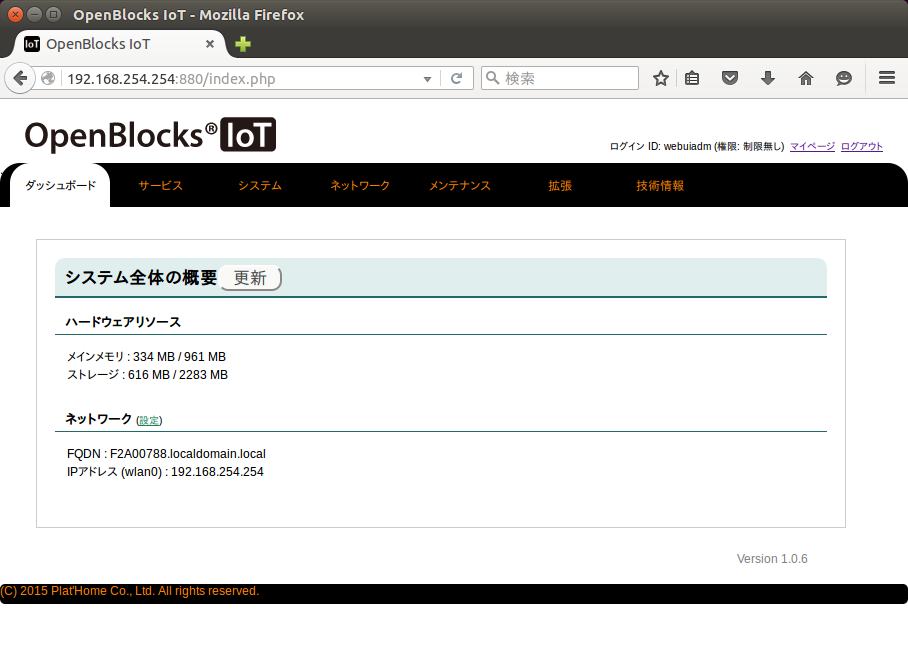 OpenBlocks IoT - Mozilla Firefox
IoT OpenBlocks IoT
192.168.254.254:880/index.php 検索
OpenBlocks® IoT
ログイン ID: webuiadm (権限: 制限無し) マイページ ログアウト
ダッシュボード サービス システム ネットワーク メンテナンス 拡張 技術情報
システム全体の概要 更新
ハードウェアリソース
メインメモリ : 334 MB / 961 MB
ストレージ : 616 MB / 2283 MB
ネットワーク (設定)
FQDN : F2A00788.localdomain.local
IPアドレス (wlan0) : 192.168.254.254
Version 1.0.6
(C) 2015 Plat'Home Co., Ltd. All rights reserved.